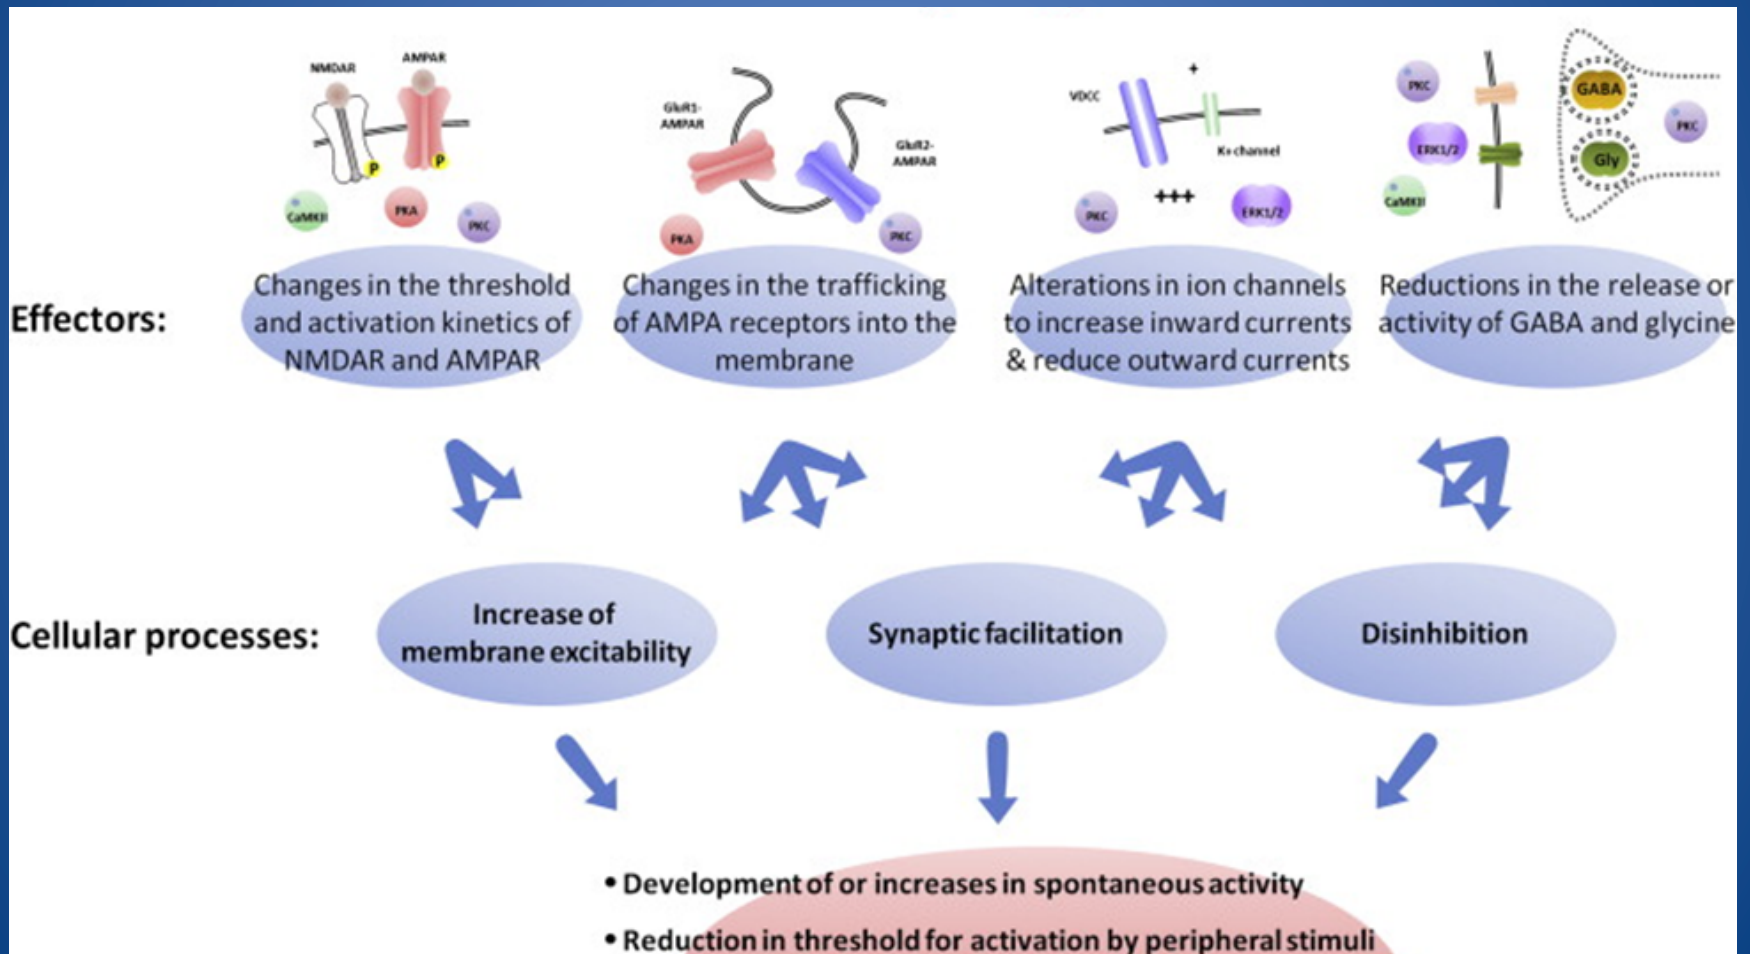 NMDAR
AMPAR
P
P
CaMKII
PKA
PKC
GluR1-
AMPAR
GluR2-
AMPAR
PKA
PKC
VDCC
+
K+ channel
+++
PKC
ERK1/2
PKC
ERK1/2
CaMKII
GABA
Gly
PKC
Effectors:
Changes in the threshold
and activation kinetics of
NMDAR and AMPAR
Changes in the trafficking
of AMPA receptors into the
membrane
Alterations in ion channels
to increase inward currents
& reduce outward currents
Reductions in the release or
activity of GABA and glycine
Cellular processes:
Increase of
membrane excitability
Synaptic facilitation
Disinhibition
• Development of or increases in spontaneous activity
• Reduction in threshold for activation by peripheral stimuli